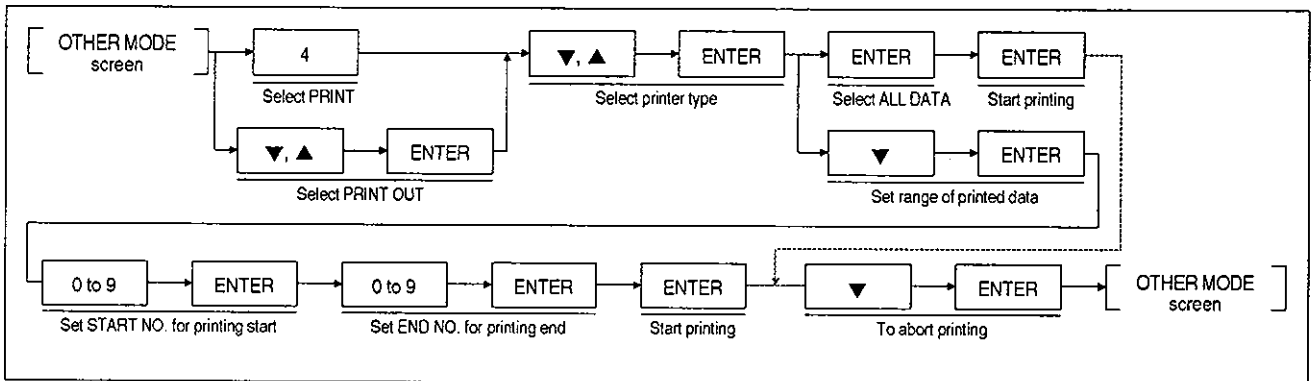 OTHER MODE
screen
4
Select PRINT
▼, ▲
ENTER
Select PRINT OUT
▼, ▲
ENTER
Select printer type
ENTER
Select ALL DATA
ENTER
Start printing
▼
ENTER
Set range of printed data
0 to 9
ENTER
Set START NO. for printing start
0 to 9
ENTER
Set END NO. for printing end
ENTER
Start printing
▼
ENTER
To abort printing
OTHER MODE
screen